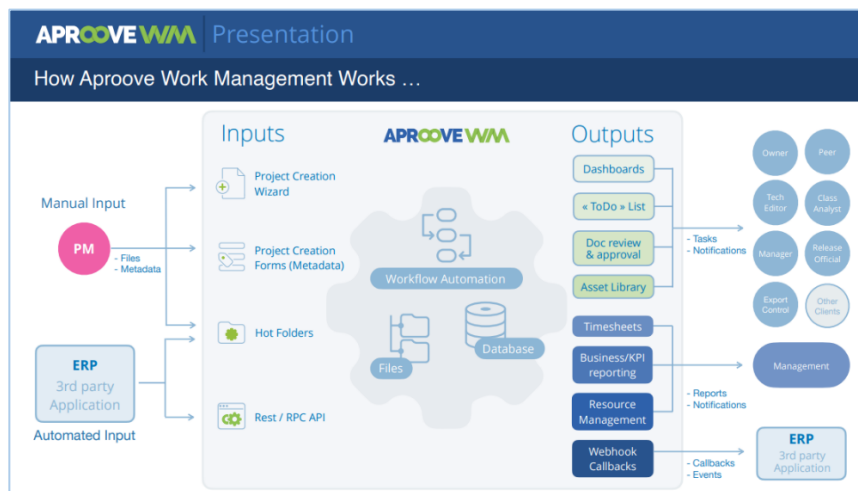 APROOVE WM Presentation
How Aproove Work Management Works ...
Manual Input
PM
- Files
- Metadata
ERP
3rd party
Application
Automated Input
Inputs
Project Creation
Wizard
Project Creation
Forms (Metadata)
Hot Folders
Rest / RPC API
APROOVE WM
Workflow Automation
Files
Database
Outputs
Dashboards
« ToDo » List
Doc review
& approval
Asset Library
Timesheets
Business/KPI
reporting
Resource
Management
Webhook
Callbacks
- Tasks
- Notifications
- Reports
- Notifications
- Callbacks
- Events
Owner
Peer
Tech
Editor
Class
Analyst
Manager
Release
Official
Export
Control
Other
Clients
Management
ERP
3rd party
Application